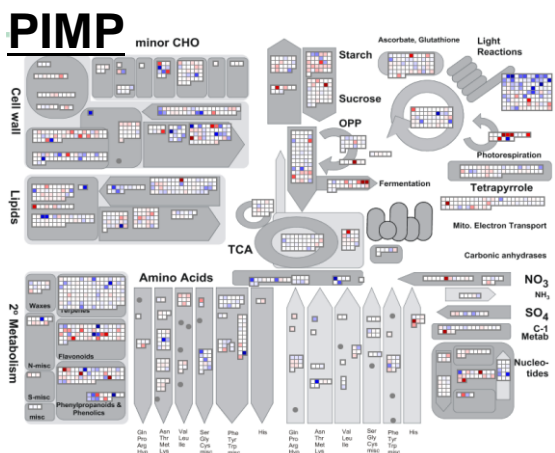 PIMP
minor CHO
Cell wall
Lipids
2° Metabolism
Starch
Sucrose
OPP
Fermentation
TCA
Ascorbate, Glutathione
Light
Reactions
Photorespiration
Tetrapyrrole
Mito. Electron Transport
Carbonic anhydrases
Amino Acids
NO3
NH3
SO4
C-1
Metab
Nucleo-
tides
Waxes
Terpenes
Flavonoids
N-misc
S-misc
Phenylpropanoids &
Phenolics
misc
Gln
Pro
Arg
Hyp
Asn
Thr
Met
Lys
Val
Leu
Ile
Ser
Gly
Cys
misc
Phe
Tyr
Trp
His
Gln
Pro
Arg
Asn
Thr
Met
Lys
Val
Leu
Ile
Ser
Gly
Cys
misc
Phe
Tyr
Trp
misc
His